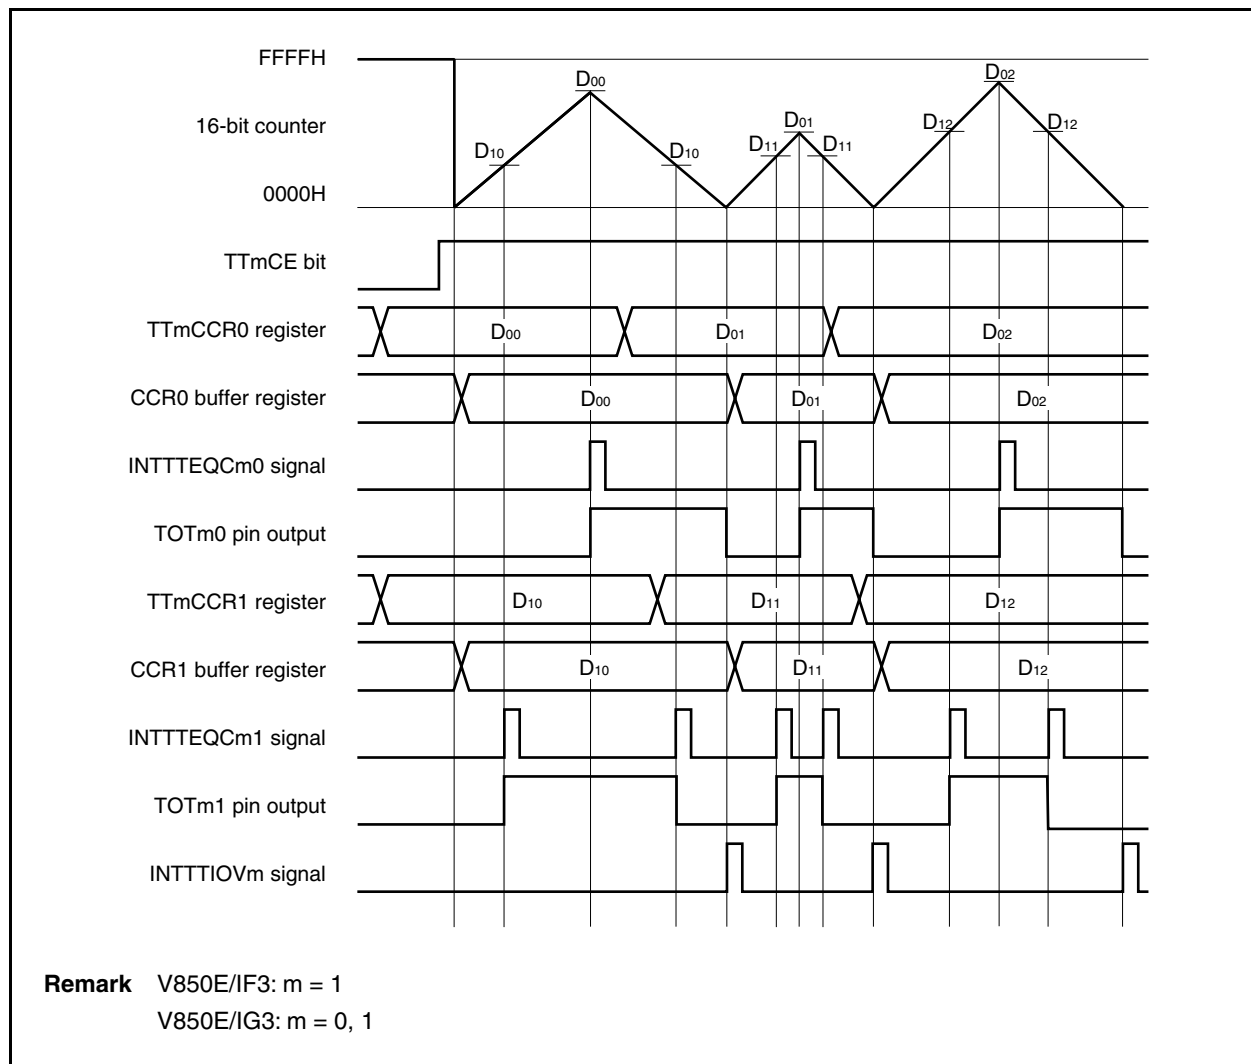 FFFFH
16-bit counter
0000H
D10
D00
D10
D11
D01
D11
D12
D02
D12
TTmCE bit
TTmCCR0 register
D00
D01
D02
CCR0 buffer register
D00
D01
D02
INTTTEQCm0 signal
TOTm0 pin output
TTmCCR1 register
D10
D11
D12
CCR1 buffer register
D10
D11
D12
INTTTEQCm1 signal
TOTm1 pin output
INTTTIOVm signal
Remark V850E/IF3: m = 1
V850E/IG3: m = 0, 1